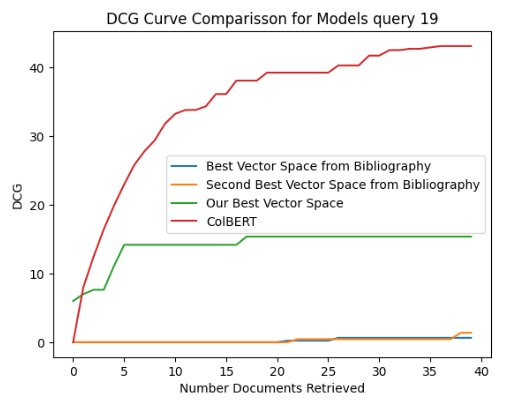 DCG Curve Comparisson for Models query 19
DCG
40
30
20
10
0
Best Vector Space from Bibliography
Second Best Vector Space from Bibliography
Our Best Vector Space
ColBERT
0 5 10 15 20 25 30 35 40
Number Documents Retrieved